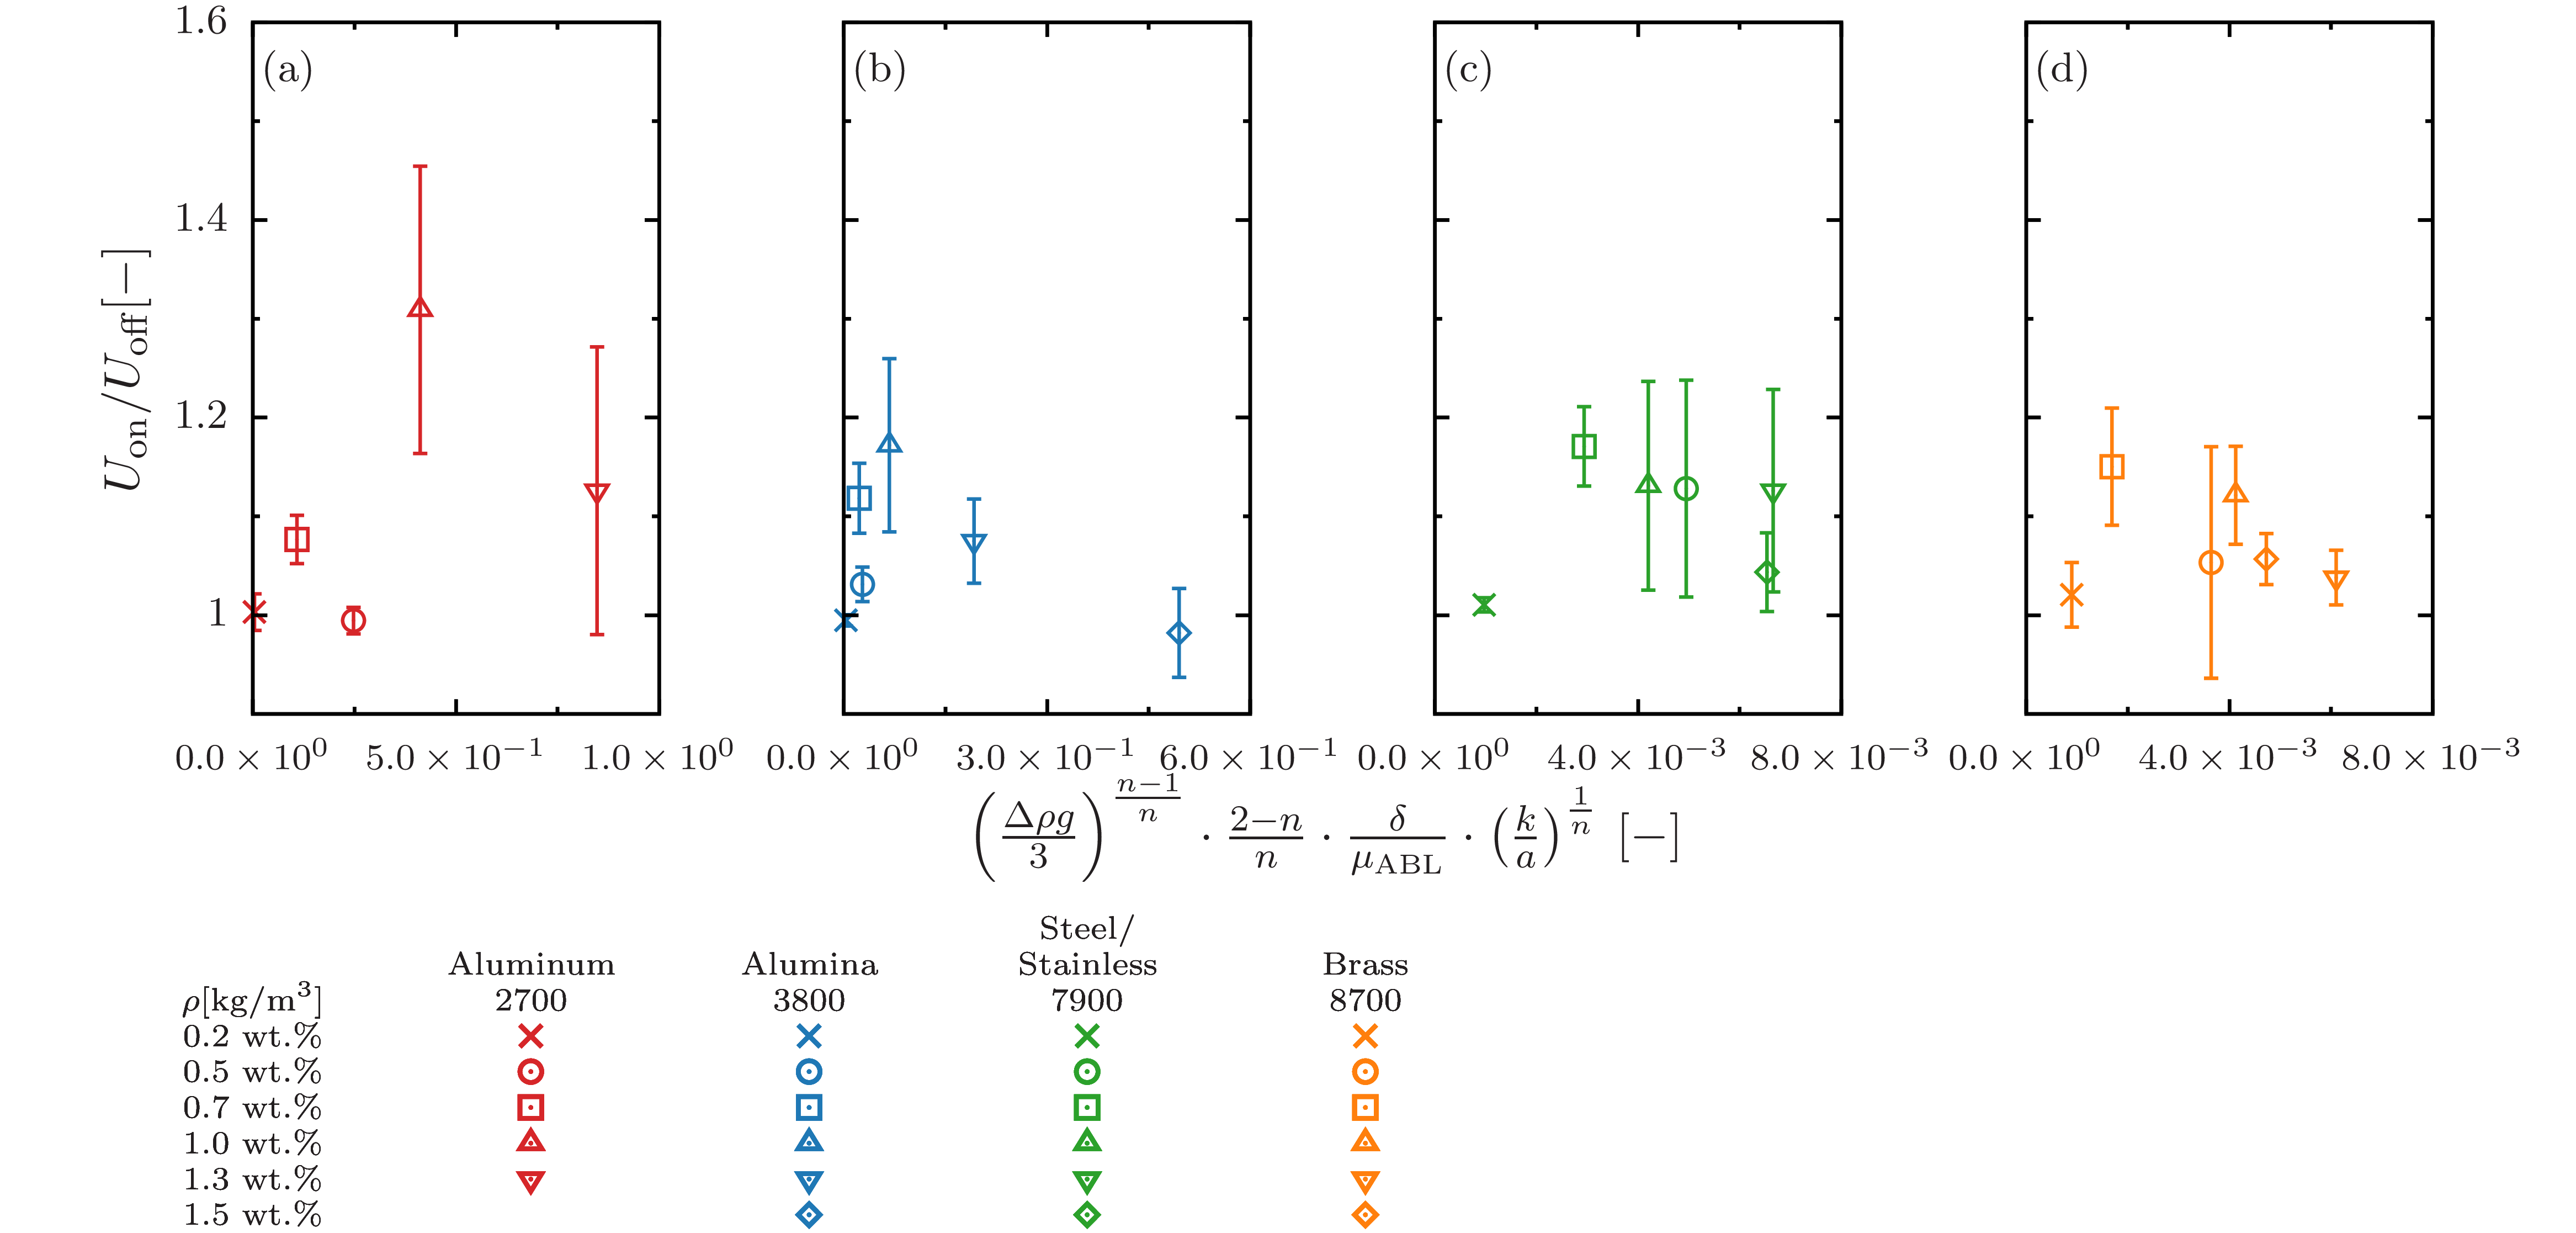 (a) (b) (c) (d)
1.6
1.4
1.2
1
U_on/U_off[−]
0.0 × 10^0 5.0 × 10^−1 1.0 × 10^0 0.0 × 10^0 3.0 × 10^−1 6.0 × 10^−1 0.0 × 10^0 4.0 × 10^−3 8.0 × 10^−3 0.0 × 10^0 4.0 × 10^−3 8.0 × 10^−3
(Δρg/3)^((n−1)/n) · (2−n)/n · δ/μ_ABL · (k/a)^(1/n) [−]
Steel/
Aluminum Alumina Stainless Brass
ρ[kg/m³] 2700 3800 7900 8700
0.2 wt.%
0.5 wt.%
0.7 wt.%
1.0 wt.%
1.3 wt.%
1.5 wt.%